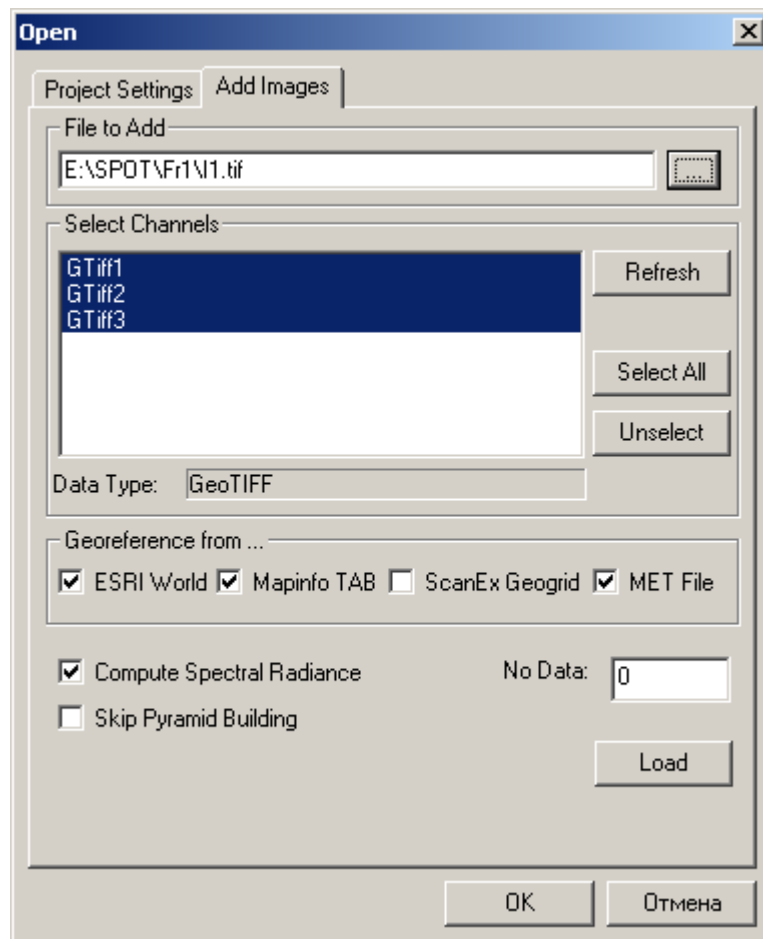 Open
Project Settings Add Images
File to Add
E:\SPOT\Fr1\I1.tif ...
Select Channels
GTiff1
GTiff2
GTiff3
Refresh
Select All
Unselect
Data Type: GeoTIFF
Georeference from ...
ESRI World Mapinfo TAB ScanEx Geogrid MET File
Compute Spectral Radiance No Data: 0
Skip Pyramid Building
Load
OK Отмена